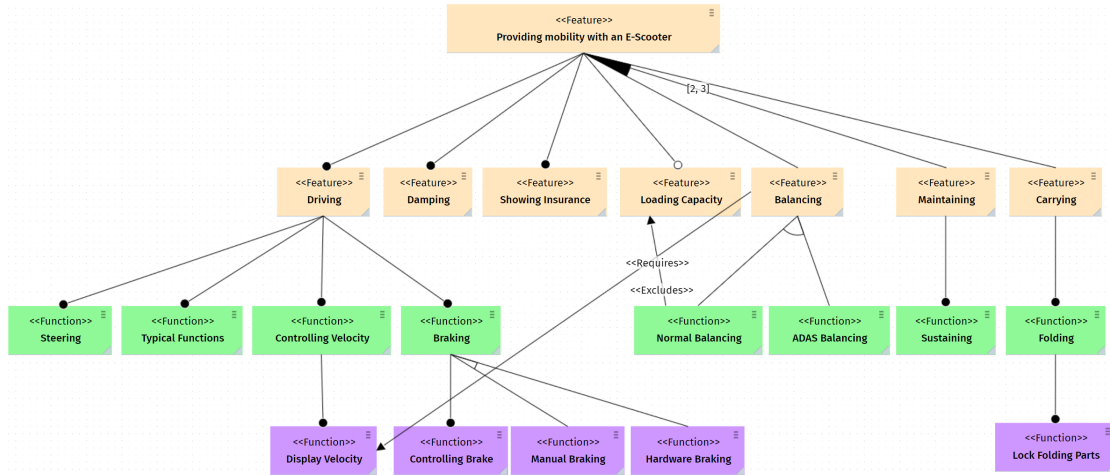 <<Feature>>
Providing mobility with an E-Scooter
[2, 3]
<<Feature>>
Driving
<<Feature>>
Damping
<<Feature>>
Showing Insurance
<<Feature>>
Loading Capacity
<<Feature>>
Balancing
<<Feature>>
Maintaining
<<Feature>>
Carrying
<<Requires>>
<<Excludes>>
<<Function>>
Steering
<<Function>>
Typical Functions
<<Function>>
Controlling Velocity
<<Function>>
Braking
<<Function>>
Normal Balancing
<<Function>>
ADAS Balancing
<<Function>>
Sustaining
<<Function>>
Folding
<<Function>>
Display Velocity
<<Function>>
Controlling Brake
<<Function>>
Manual Braking
<<Function>>
Hardware Braking
<<Function>>
Lock Folding Parts